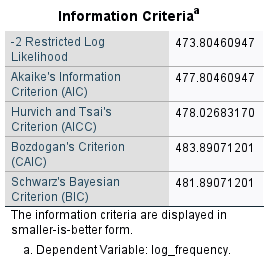 Information Criteriaᵃ
-2 Restricted Log 473.80460947
Likelihood
Akaike's Information 477.80460947
Criterion (AIC)
Hurvich and Tsai's 478.02683170
Criterion (AICC)
Bozdogan's Criterion 483.89071201
(CAIC)
Schwarz's Bayesian 481.89071201
Criterion (BIC)
The information criteria are displayed in
smaller-is-better form.
a. Dependent Variable: log_frequency.